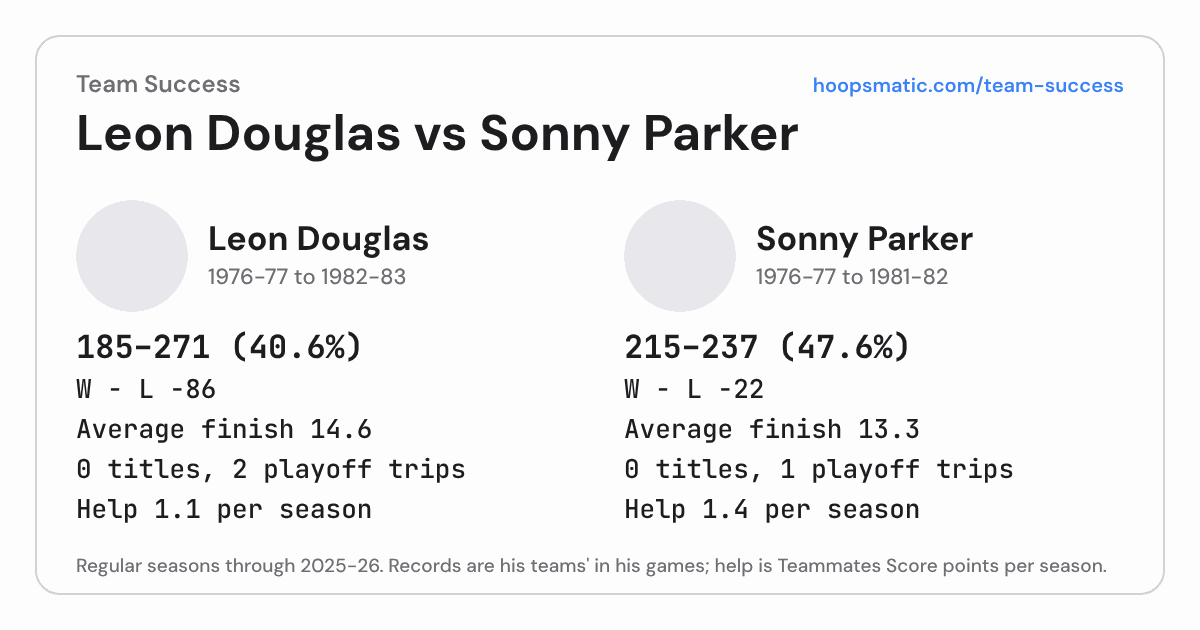 Team Success
hoopsmatic.com/team-success
Leon Douglas vs Sonny Parker
Leon Douglas
1976-77 to 1982-83
185-271 (40.6%)
W - L -86
Average finish 14.6
0 titles, 2 playoff trips
Help 1.1 per season
Sonny Parker
1976-77 to 1981-82
215-237 (47.6%)
W - L -22
Average finish 13.3
0 titles, 1 playoff trips
Help 1.4 per season
Regular seasons through 2025-26. Records are his teams' in his games; help is Teammates Score points per season.